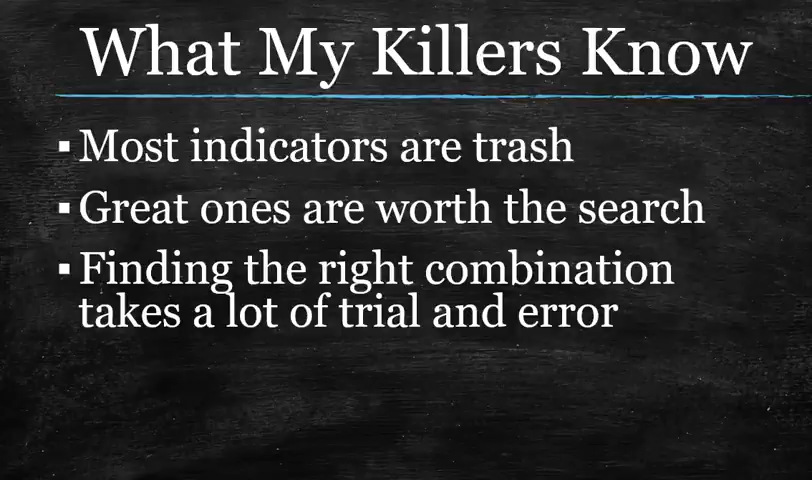 What My Killers Know
▪ Most indicators are trash
▪ Great ones are worth the search
▪ Finding the right combination
takes a lot of trial and error